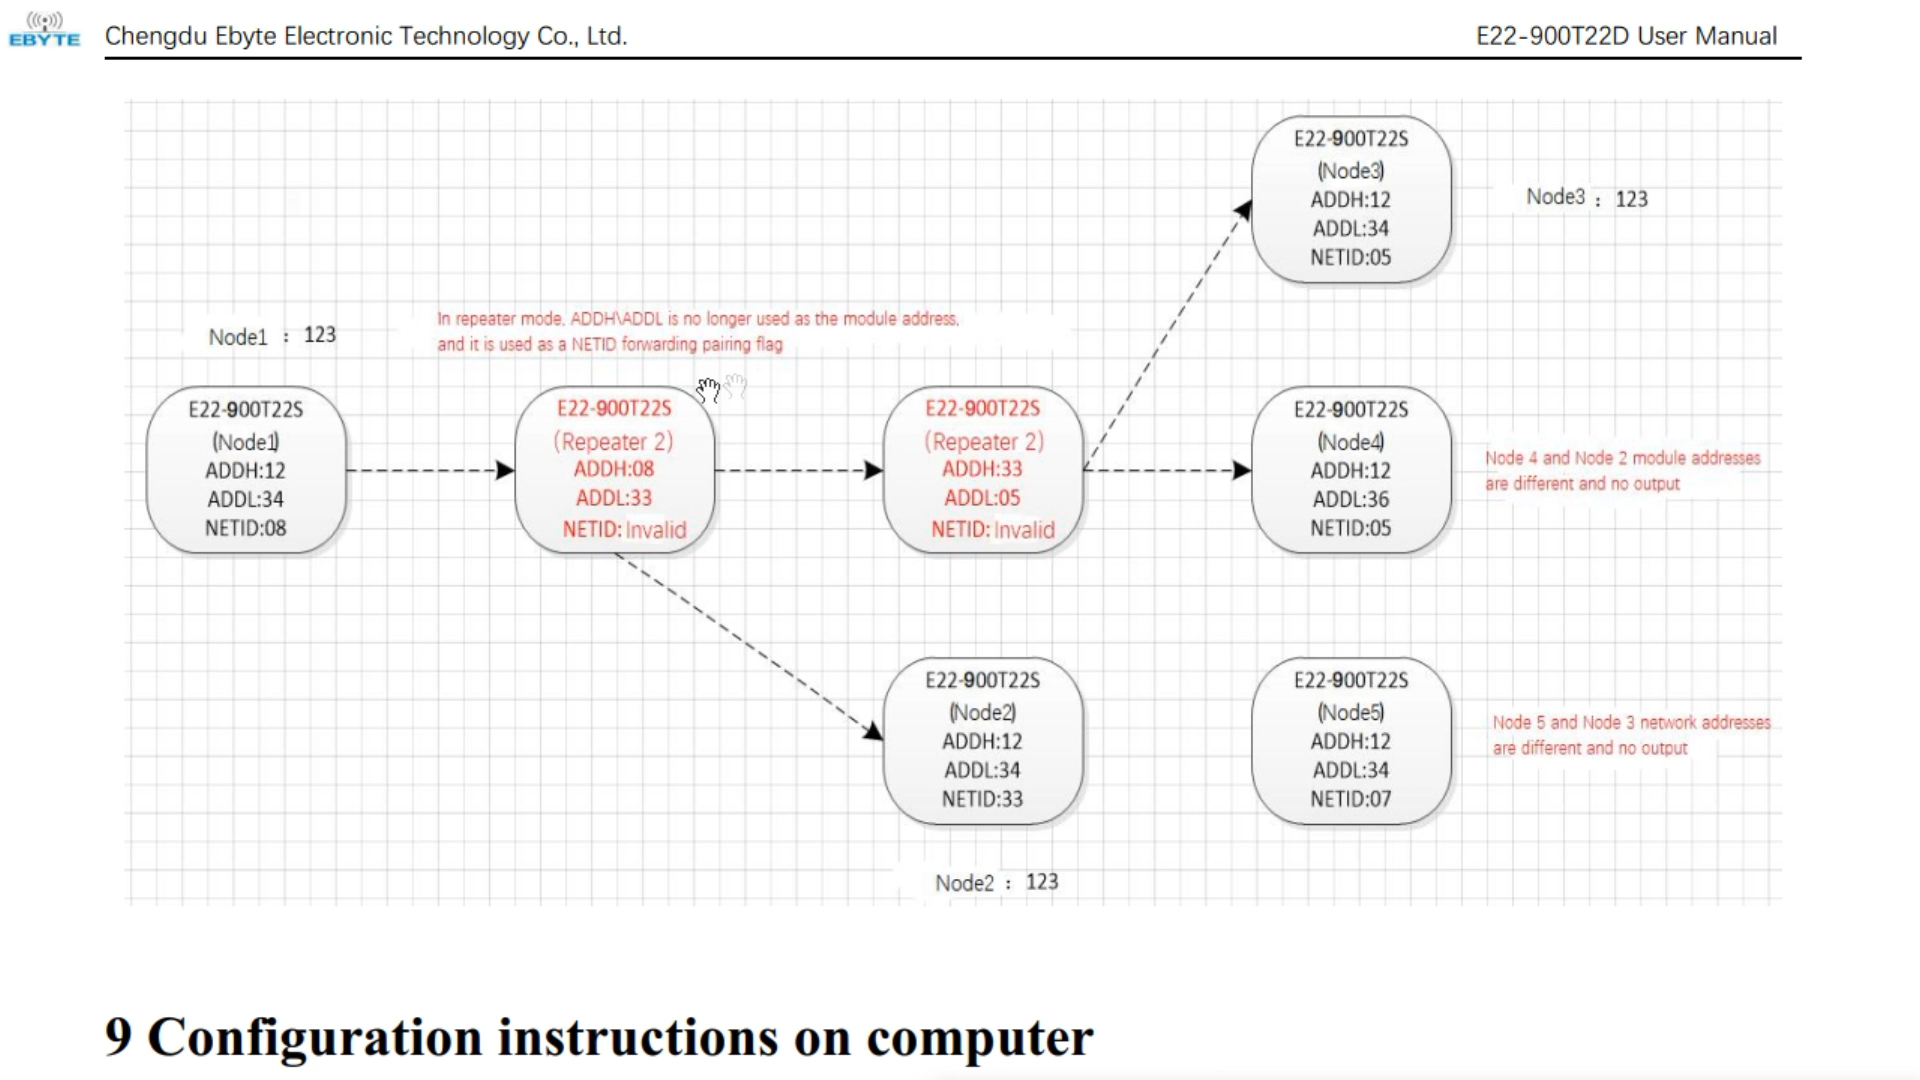 EBYTE
Chengdu Ebyte Electronic Technology Co., Ltd.
E22-900T22D User Manual
E22-900T22S
(Node3)
ADDH:12
ADDL:34
NETID:05
Node3 : 123
In repeater mode, ADDH\ADDL is no longer used as the module address,
and it is used as a NETID forwarding pairing flag
Node1 : 123
E22-900T22S
(Node1)
ADDH:12
ADDL:34
NETID:08
E22-900T22S
(Repeater 2)
ADDH:08
ADDL:33
NETID: Invalid
E22-900T22S
(Repeater 2)
ADDH:33
ADDL:05
NETID: Invalid
E22-900T22S
(Node4)
ADDH:12
ADDL:36
NETID:05
Node 4 and Node 2 module addresses
are different and no output
E22-900T22S
(Node2)
ADDH:12
ADDL:34
NETID:33
E22-900T22S
(Node5)
ADDH:12
ADDL:34
NETID:07
Node 5 and Node 3 network addresses
are different and no output
Node2 : 123
9 Configuration instructions on computer